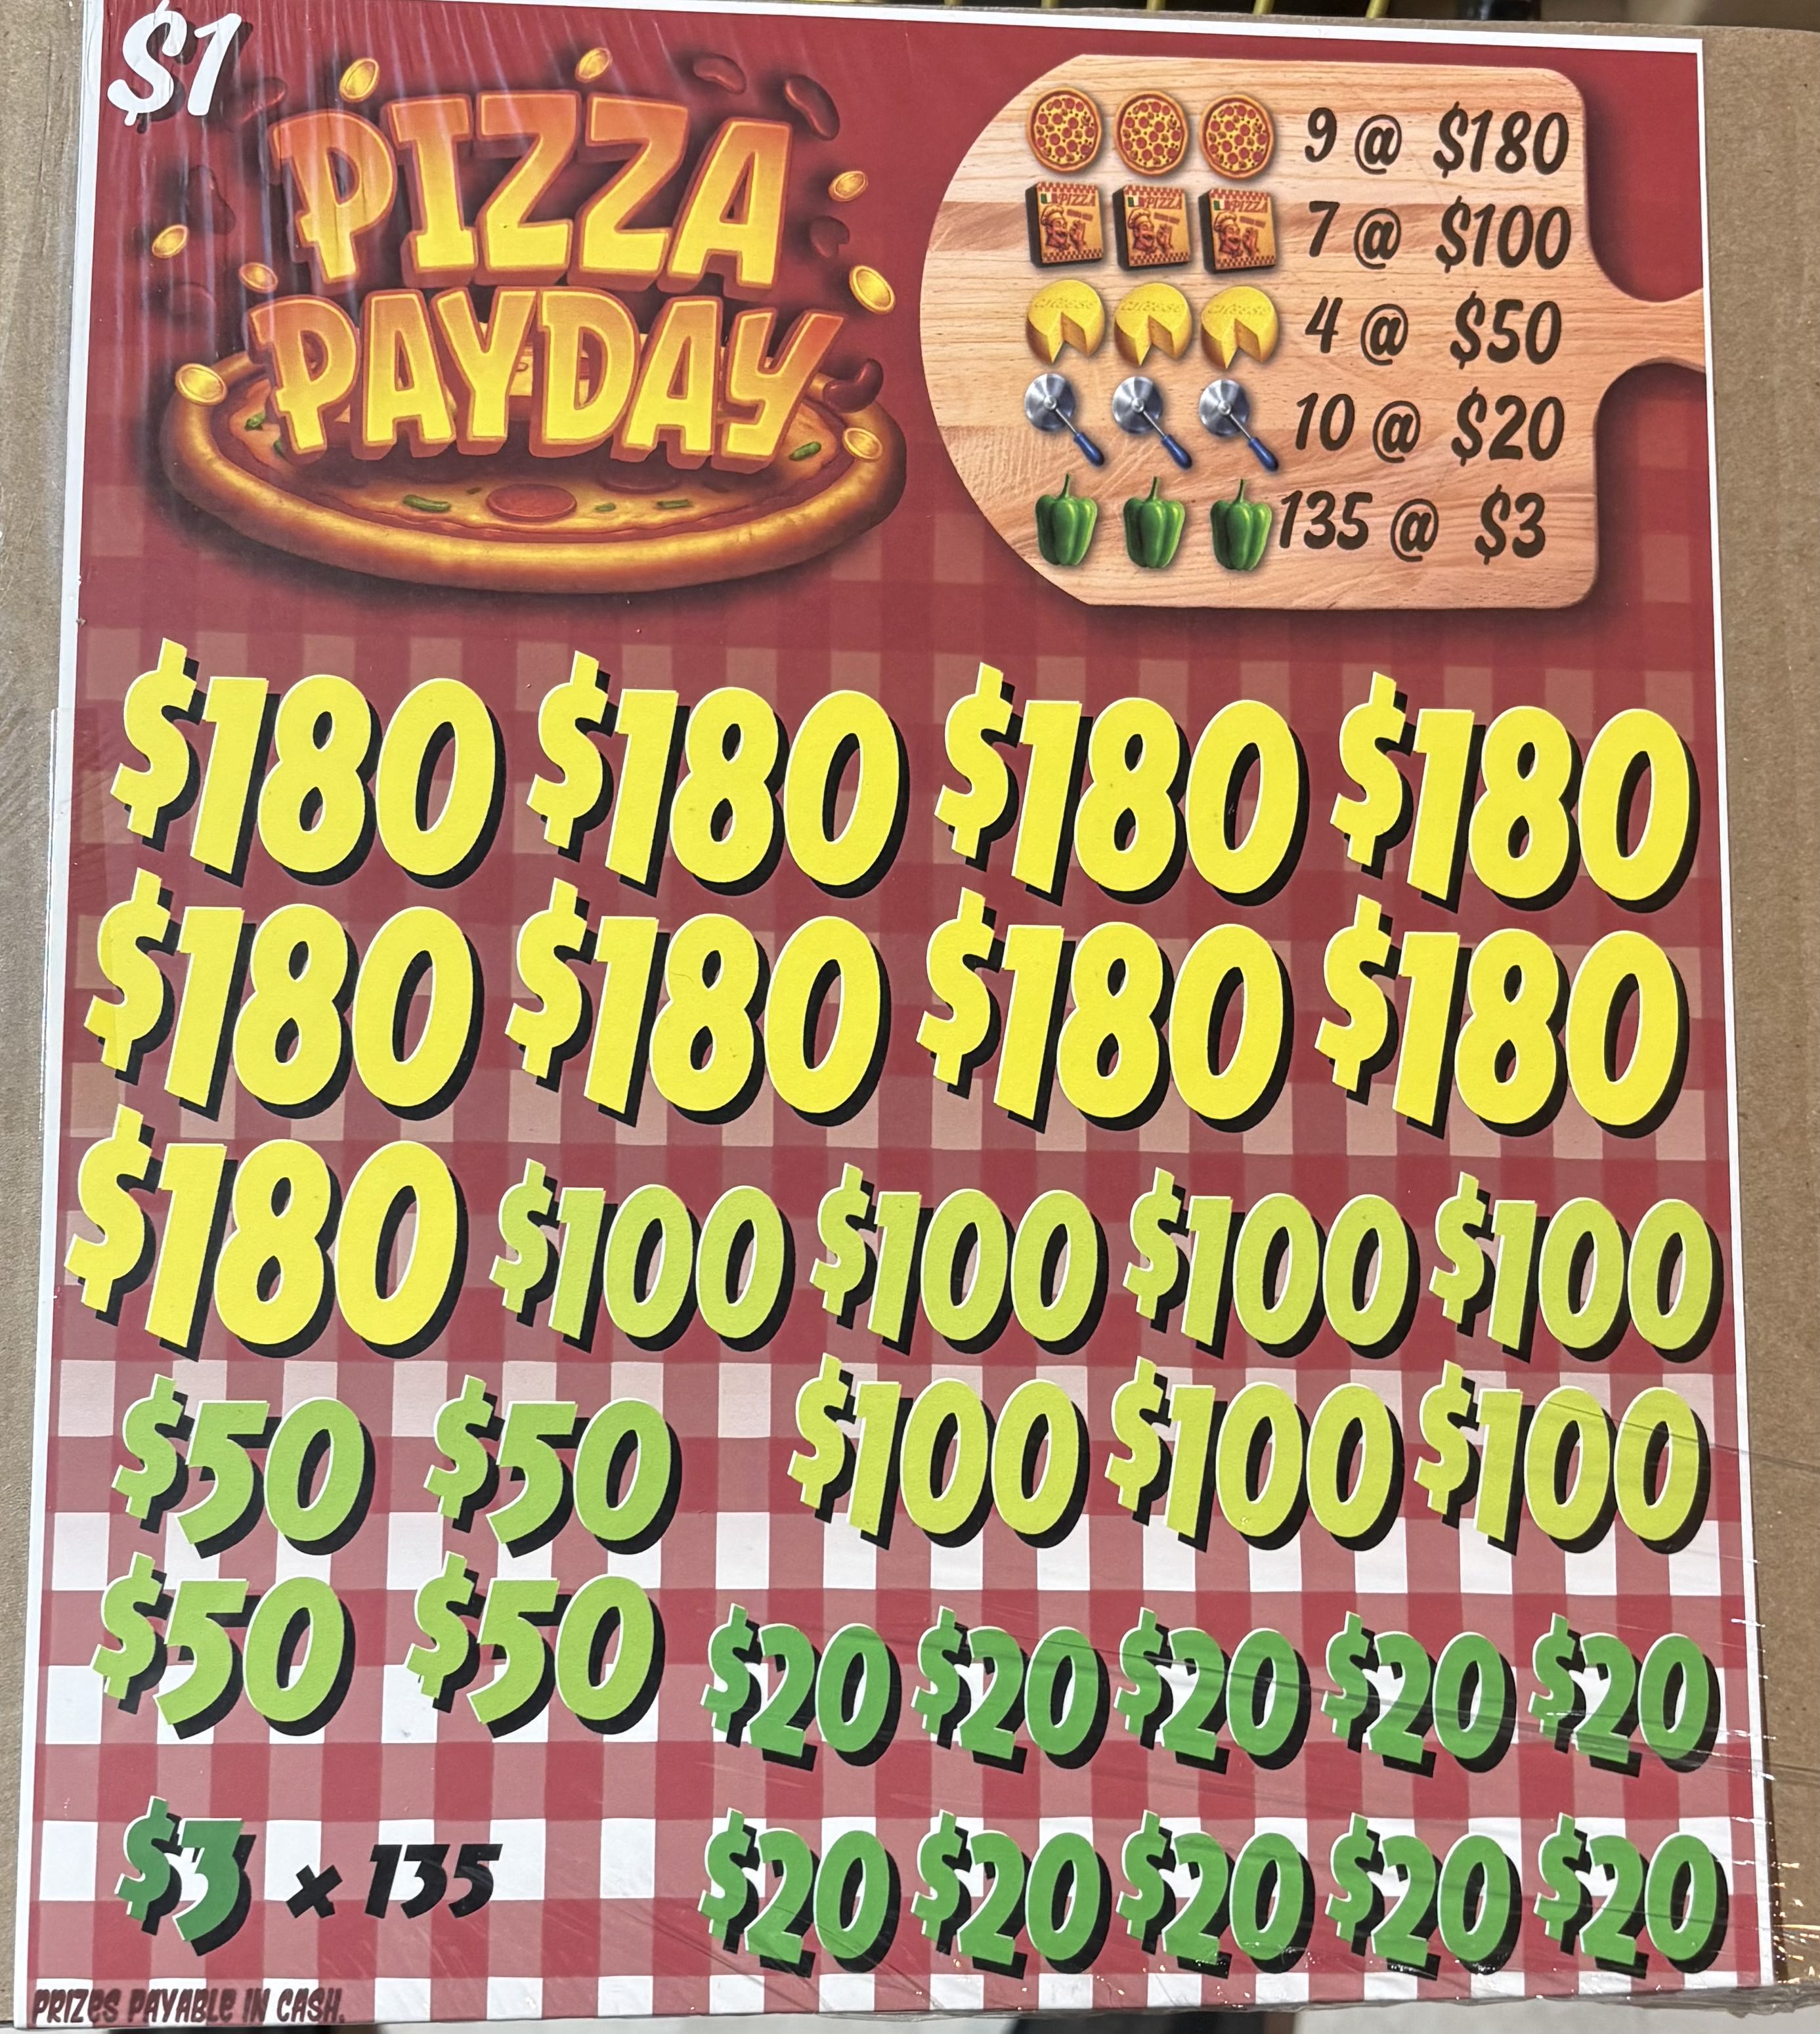 $1
PIZZA
PAYDAY
9 @ $180
7 @ $100
4 @ $50
10 @ $20
135 @ $3
PIZZA PIZZA PIZZA
CHEESE CHEESE CHEESE
$180 $180 $180 $180
$180 $180 $180 $180
$180 $100 $100 $100 $100
$50 $50 $100 $100 $100
$50 $50
$20 $20 $20 $20 $20
$3 x 135 $20 $20 $20 $20 $20
PRIZES PAYABLE IN CASH.